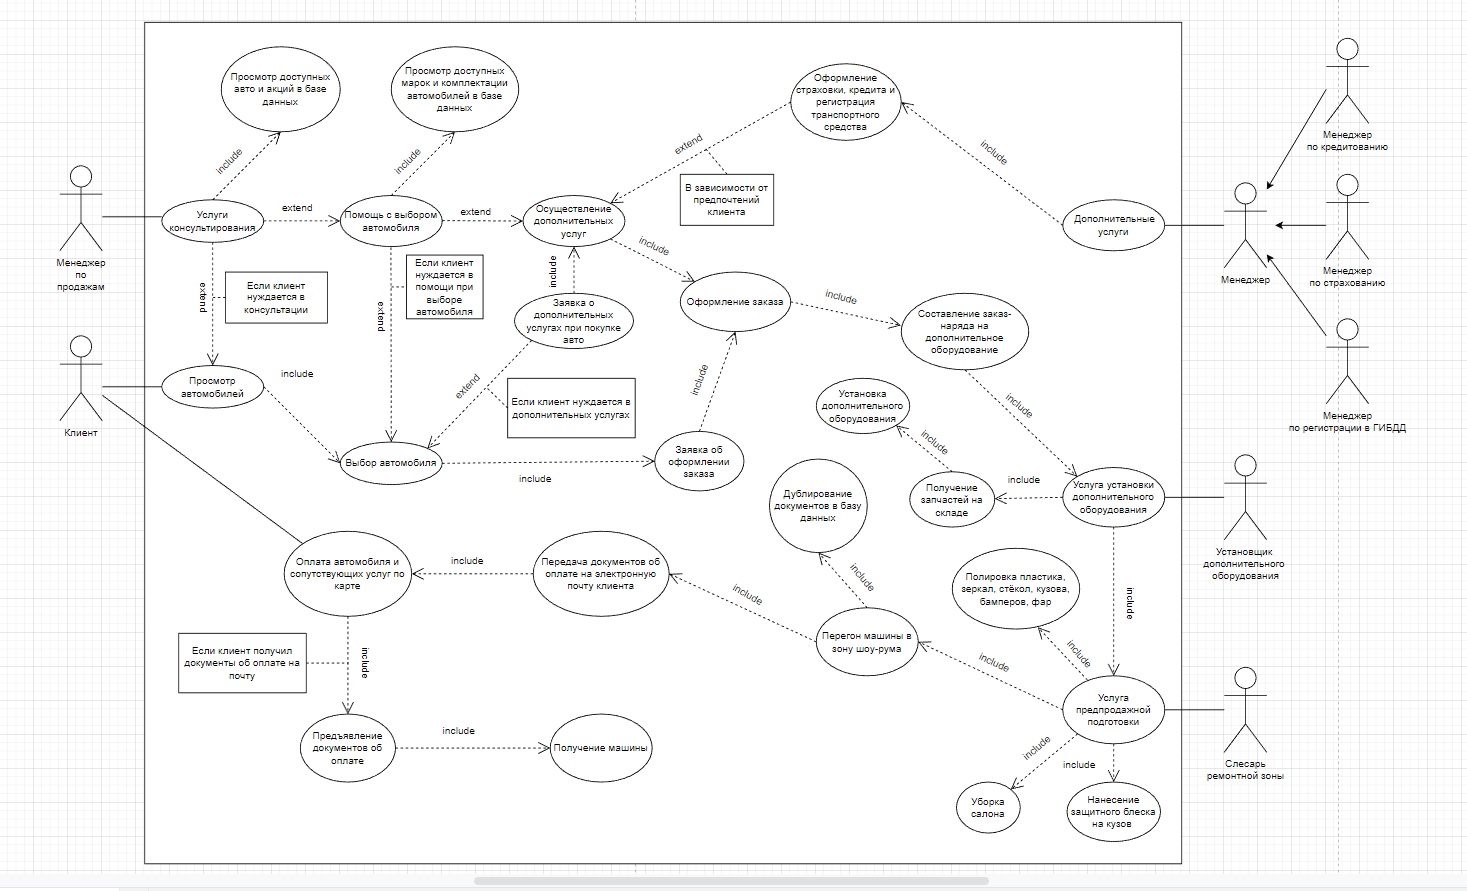 Просмотр доступных
авто и акций в базе
данных
Просмотр доступных
марок и комплектации
автомобилей в базе
данных
Оформление
страховки, кредита и
регистрация
транспортного
средства
Менеджер
по кредитованию
include
include
extend
include
В зависимости от
предпочтений
клиента
Менеджер
по
продажам
Услуги
консультирования
extend
Помощь с выбором
автомобиля
extend
Осуществление
дополнительных
услуг
Дополнительные
услуги
Менеджер
Менеджер
по страхованию
include
extend
Если клиент
нуждается в
консультации
extend
Если клиент
нуждается в
помощи при
выборе
автомобиля
include
Заявка о
дополнительных
услугах при покупке
авто
Оформление заказа
include
Составление заказ-
наряда на
дополнительное
оборудование
Менеджер
по регистрации в ГИБДД
Клиент
Просмотр
автомобилей
include
extend
Если клиент нуждается в
дополнительных услугах
include
Установка
дополнительного
оборудования
include
include
Выбор автомобиля
include
Заявка об
оформлении
заказа
Дублирование
документов в базу
данных
Получение
запчастей на
складе
include
Услуга установки
дополнительного
оборудования
Установщик
дополнительного
оборудования
Оплата автомобиля и
сопутствующих услуг по
карте
include
Передача документов об
оплате на электронную
почту клиента
include
include
Полировка пластика,
зеркал, стёкол, кузова,
бамперов, фар
include
Перегон машины в
зону шоу-рума
include
include
Если клиент получил
документы об оплате на
почту
include
Услуга
предпродажной
подготовки
Слесарь
ремонтной зоны
Предъявление
документов об
оплате
include
Получение машины
include
include
Уборка
салона
Нанесение
защитного блеска
на кузов